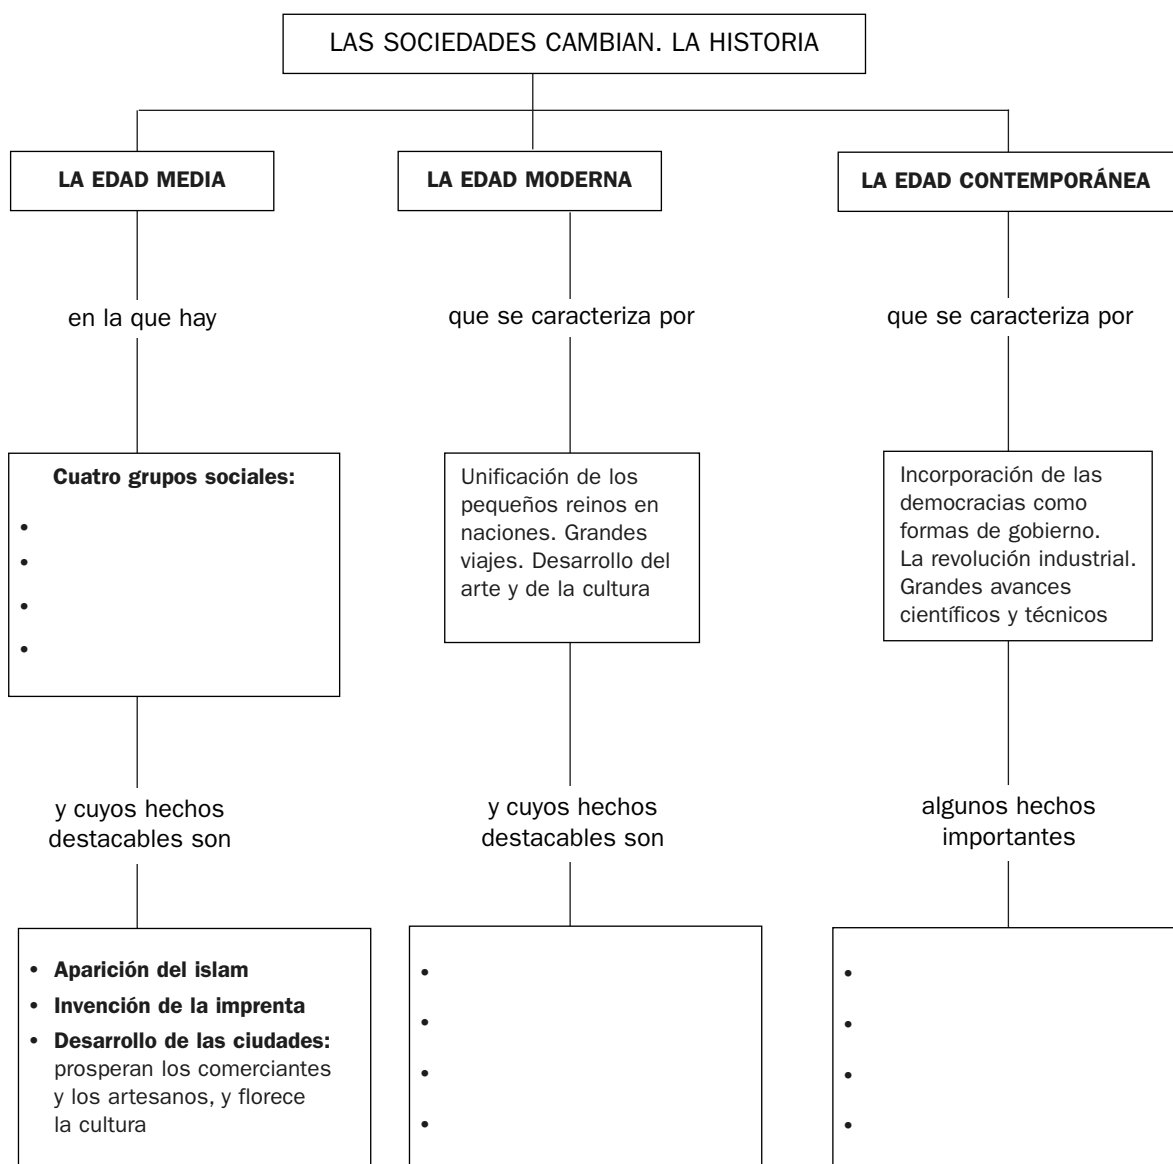 LAS SOCIEDADES CAMBIAN. LA HISTORIA
LA EDAD MEDIA
LA EDAD MODERNA
LA EDAD CONTEMPORÁNEA
en la que hay
que se caracteriza por
que se caracteriza por
Cuatro grupos sociales:
•
•
•
•
Unificación de los
pequeños reinos en
naciones. Grandes
viajes. Desarrollo del
arte y de la cultura
Incorporación de las
democracias como
formas de gobierno.
La revolución industrial.
Grandes avances
científicos y técnicos
y cuyos hechos
destacables son
y cuyos hechos
destacables son
algunos hechos
importantes
• Aparición del islam
• Invención de la imprenta
• Desarrollo de las ciudades:
prosperan los comerciantes
y los artesanos, y florece
la cultura
•
•
•
•
•
•
•
•